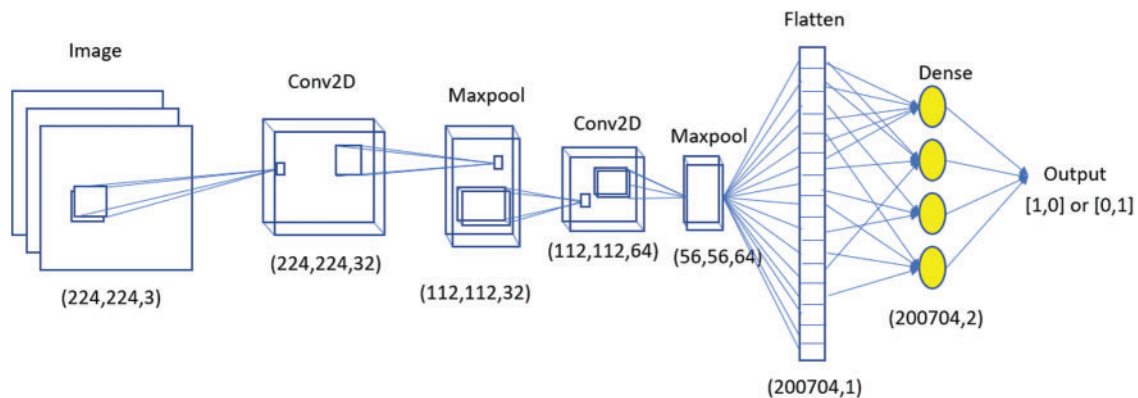 Image
(224,224,3)
Conv2D
(224,224,32)
Maxpool
(112,112,32)
Conv2D
(112,112,64)
Maxpool
(56,56,64)
Flatten
(200704,1)
Dense
(200704,2)
Output
[1,0] or [0,1]